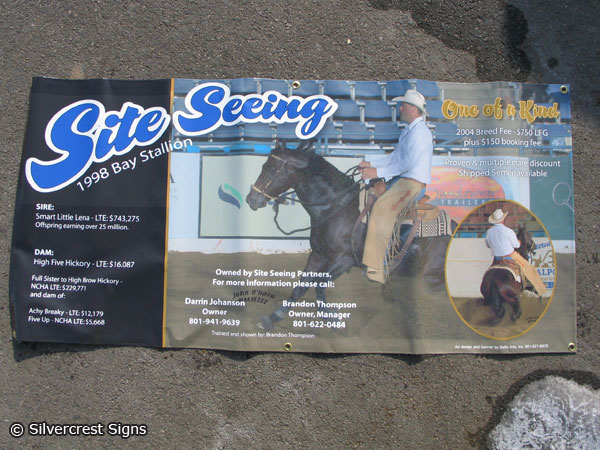 Site Seeing
1998 Bay Stallion
SIRE:
Smart Little Lena - LTE: $743,275
Offspring earning over 25 million.
DAM:
High Five Hickory - LTE: $16.087
Full Sister to High Brow Hickory -
NCHA LTE: $229,771
and dam of:
Achy Breaky - LTE: $12,179
Five Up - NCHA LTE: $5,668
One of a Kind
2004 Breed Fee - $750 LFG
plus $150 booking fee
Proven & multiple mare discount
Shipped Semen available
Owned by Site Seeing Partners.
For more information please call:
Darrin Johanson
Owner
801-941-9639
Brandon Thompson
Owner, Manager
801-622-0484
Trained and shown by: Brandon Thompson
John O'Hara
TRAILER
© Silvercrest Signs